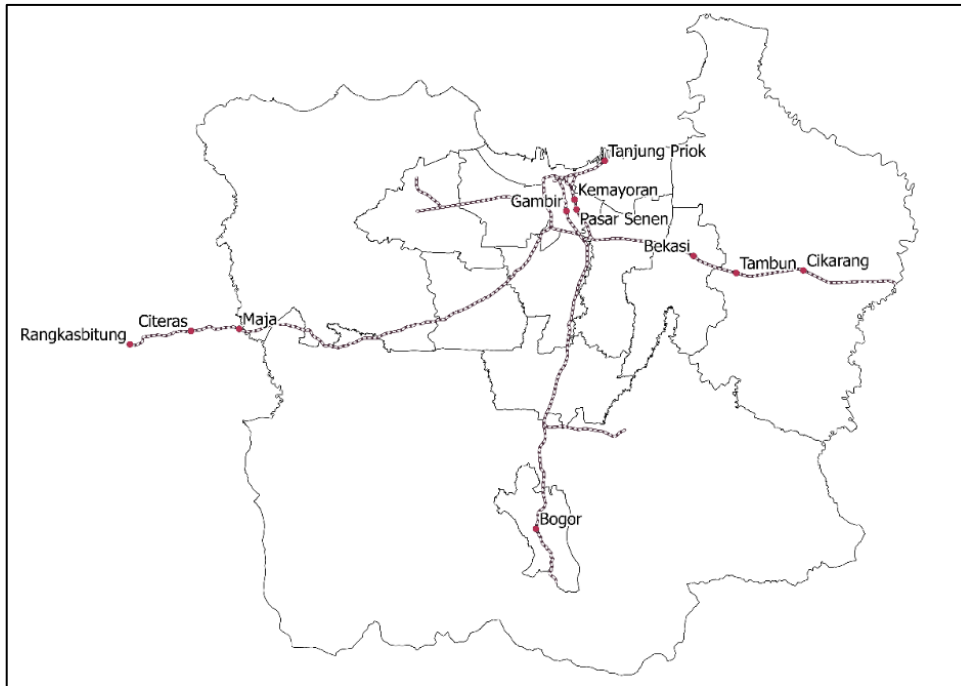 Tanjung Priok
Kemayoran
Gambir
Pasar Senen
Bekasi
Tambun
Cikarang
Maja
Citeras
Rangkasbitung
Bogor